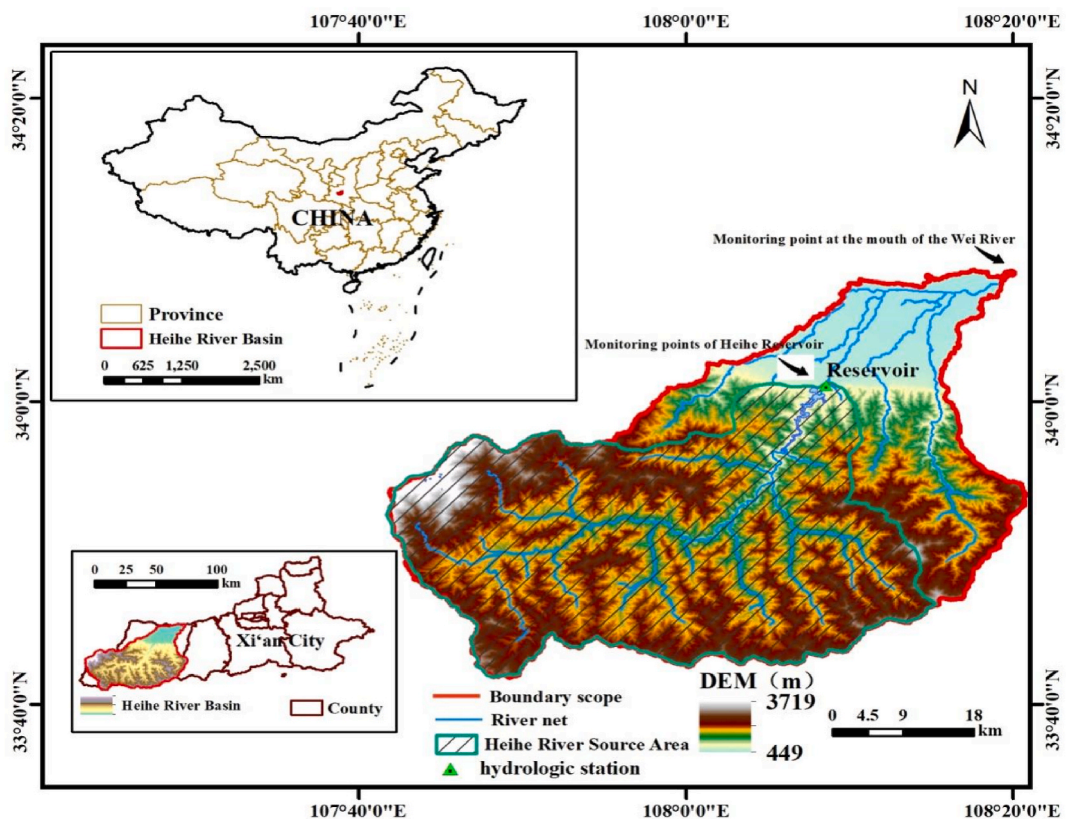 107°40'0"E
108°0'0"E
108°20'0"E
34°20'0"N
34°20'0"N
N
CHINA
Province
Heihe River Basin
0 625 1,250 2,500
km
Monitoring point at the mouth of the Wei River
Monitoring points of Heihe Reservoir
Reservoir
34°0'0"N
34°0'0"N
0 25 50 100
km
Xi‘an City
Heihe River Basin
County
Boundary scope
River net
Heihe River Source Area
hydrologic station
DEM（m）
3719
449
0 4.5 9 18
km
33°40'0"N
33°40'0"N
107°40'0"E
108°0'0"E
108°20'0"E